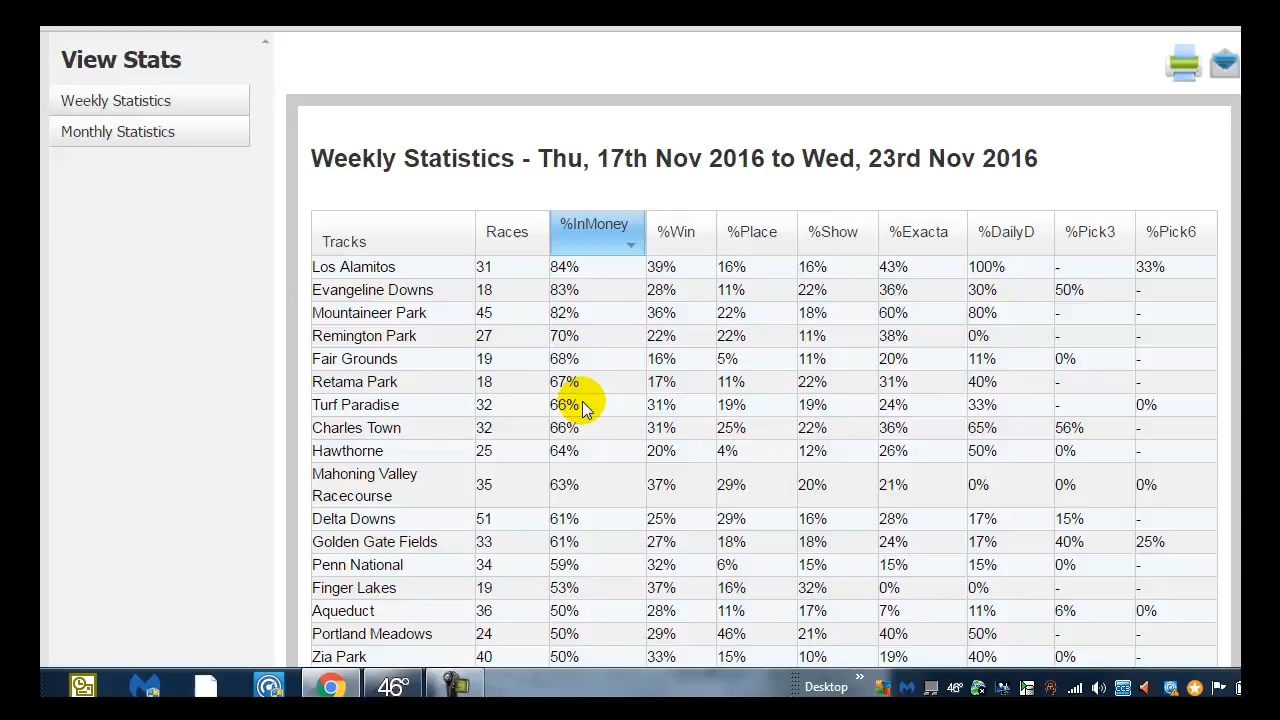 View Stats
Weekly Statistics
Monthly Statistics
Weekly Statistics - Thu, 17th Nov 2016 to Wed, 23rd Nov 2016
Tracks Races %InMoney %Win %Place %Show %Exacta %DailyD %Pick3 %Pick6
Los Alamitos 31 84% 39% 16% 16% 43% 100% - 33%
Evangeline Downs 18 83% 28% 11% 22% 36% 30% 50% -
Mountaineer Park 45 82% 36% 22% 18% 60% 80% - -
Remington Park 27 70% 22% 22% 11% 38% 0% - -
Fair Grounds 19 68% 16% 5% 11% 20% 11% 0% -
Retama Park 18 67% 17% 11% 22% 31% 40% - -
Turf Paradise 32 66% 31% 19% 19% 24% 33% - 0%
Charles Town 32 66% 31% 25% 22% 36% 65% 56% -
Hawthorne 25 64% 20% 4% 12% 26% 50% 0% -
Mahoning Valley
Racecourse 35 63% 37% 29% 20% 21% 0% 0% 0%
Delta Downs 51 61% 25% 29% 16% 28% 17% 15% -
Golden Gate Fields 33 61% 27% 18% 18% 24% 17% 40% 25%
Penn National 34 59% 32% 6% 15% 15% 15% 0% -
Finger Lakes 19 53% 37% 16% 32% 0% 0% - -
Aqueduct 36 50% 28% 11% 17% 7% 11% 6% 0%
Portland Meadows 24 50% 29% 46% 21% 40% 50% - -
Zia Park 40 50% 33% 15% 10% 19% 40% 0% -
46° Desktop 46°